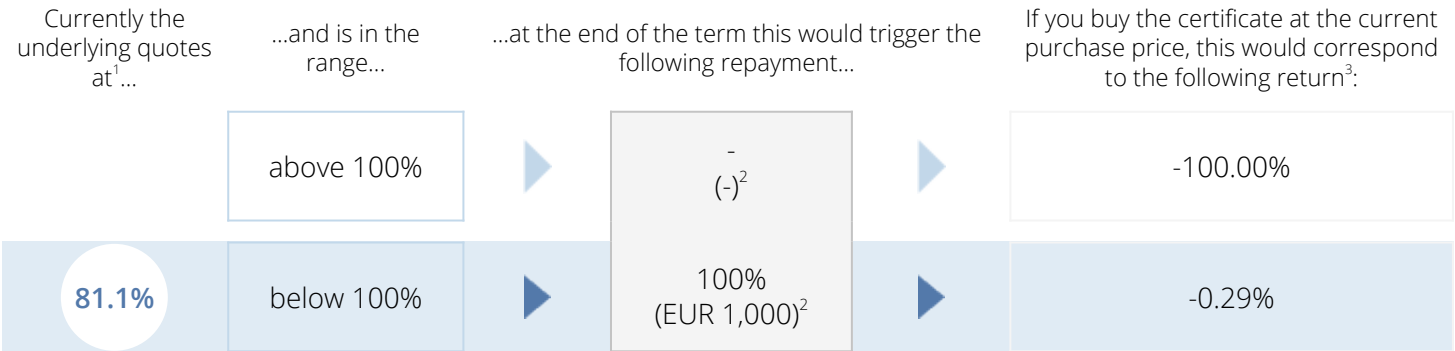 Currently the
underlying quotes
at¹...
...and is in the
range...
...at the end of the term this would trigger the
following repayment...
If you buy the certificate at the current
purchase price, this would correspond
to the following return³:
above 100%
-
(-)²
-100.00%
81.1%
below 100%
100%
(EUR 1,000)²
-0.29%